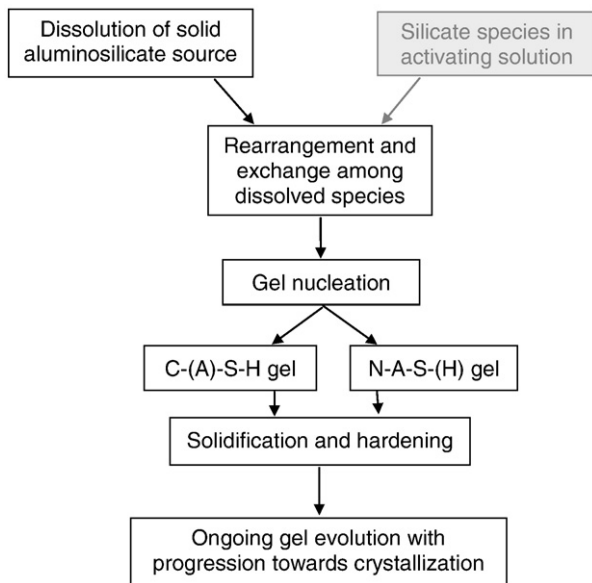 Dissolution of solid
aluminosilicate source
Silicate species in
activating solution
Rearrangement and
exchange among
dissolved species
Gel nucleation
C-(A)-S-H gel
N-A-S-(H) gel
Solidification and hardening
Ongoing gel evolution with
progression towards crystallization